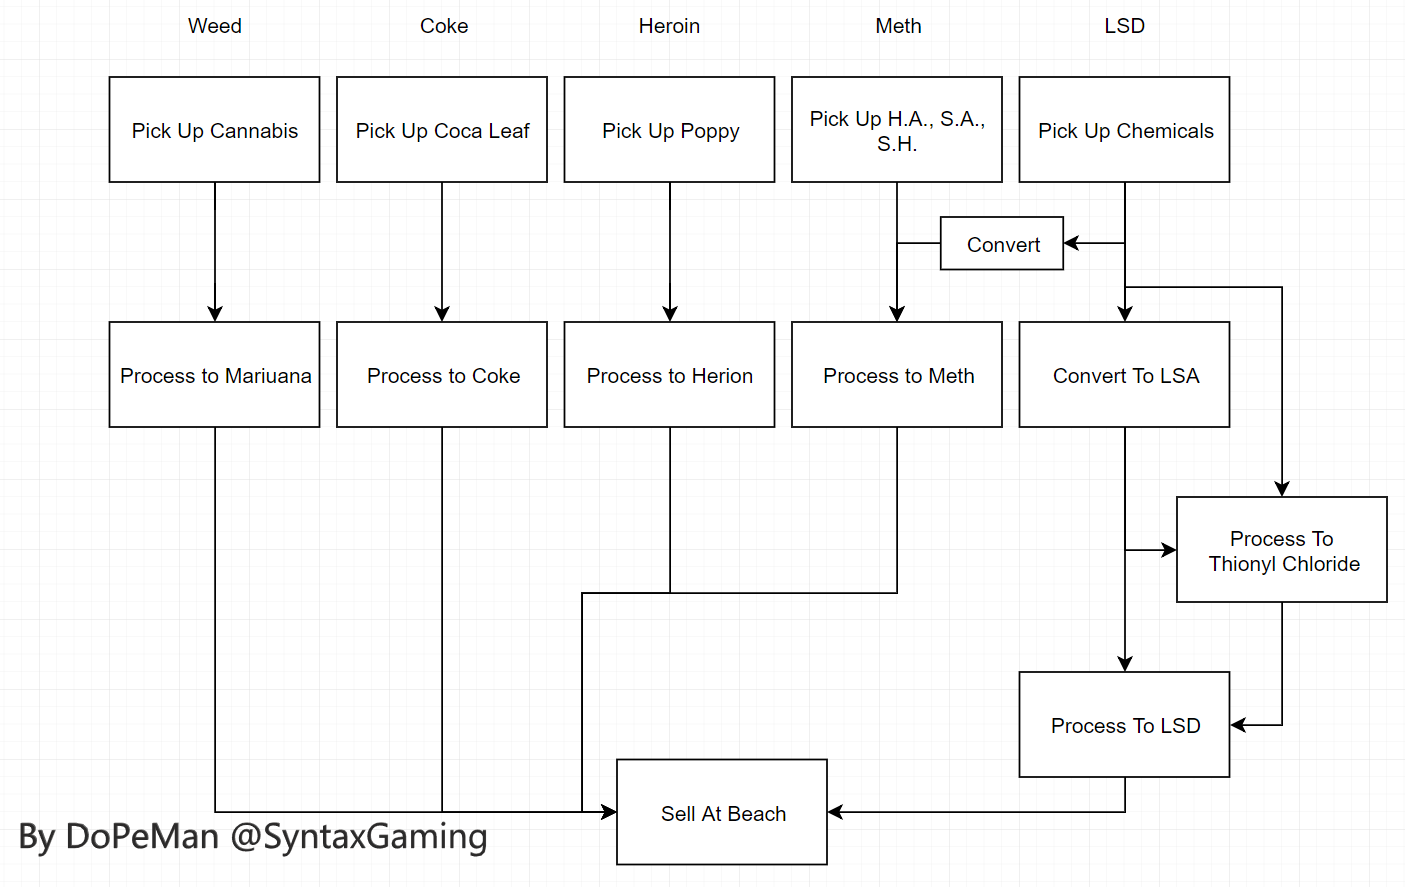 Weed
Coke
Heroin
Meth
LSD
Pick Up Cannabis
Pick Up Coca Leaf
Pick Up Poppy
Pick Up H.A., S.A.,
S.H.
Pick Up Chemicals
Convert
Process to Mariuana
Process to Coke
Process to Herion
Process to Meth
Convert To LSA
Process To
Thionyl Chloride
Process To LSD
Sell At Beach
By DoPeMan @SyntaxGaming